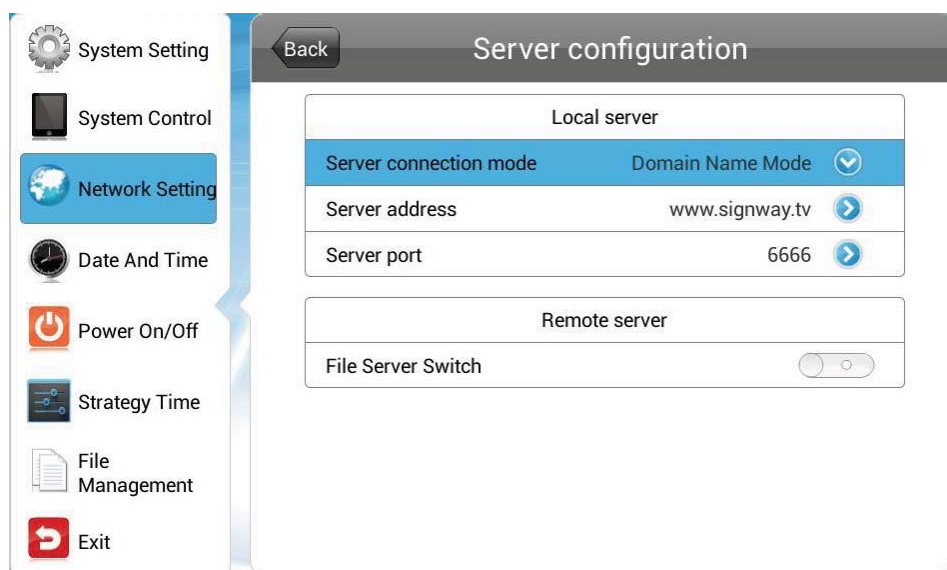 System Setting
System Control
Network Setting
Date And Time
Power On/Off
Strategy Time
File
Management
Exit
Back
Server configuration
Local server
Server connection mode Domain Name Mode
Server address www.signway.tv
Server port 6666
Remote server
File Server Switch